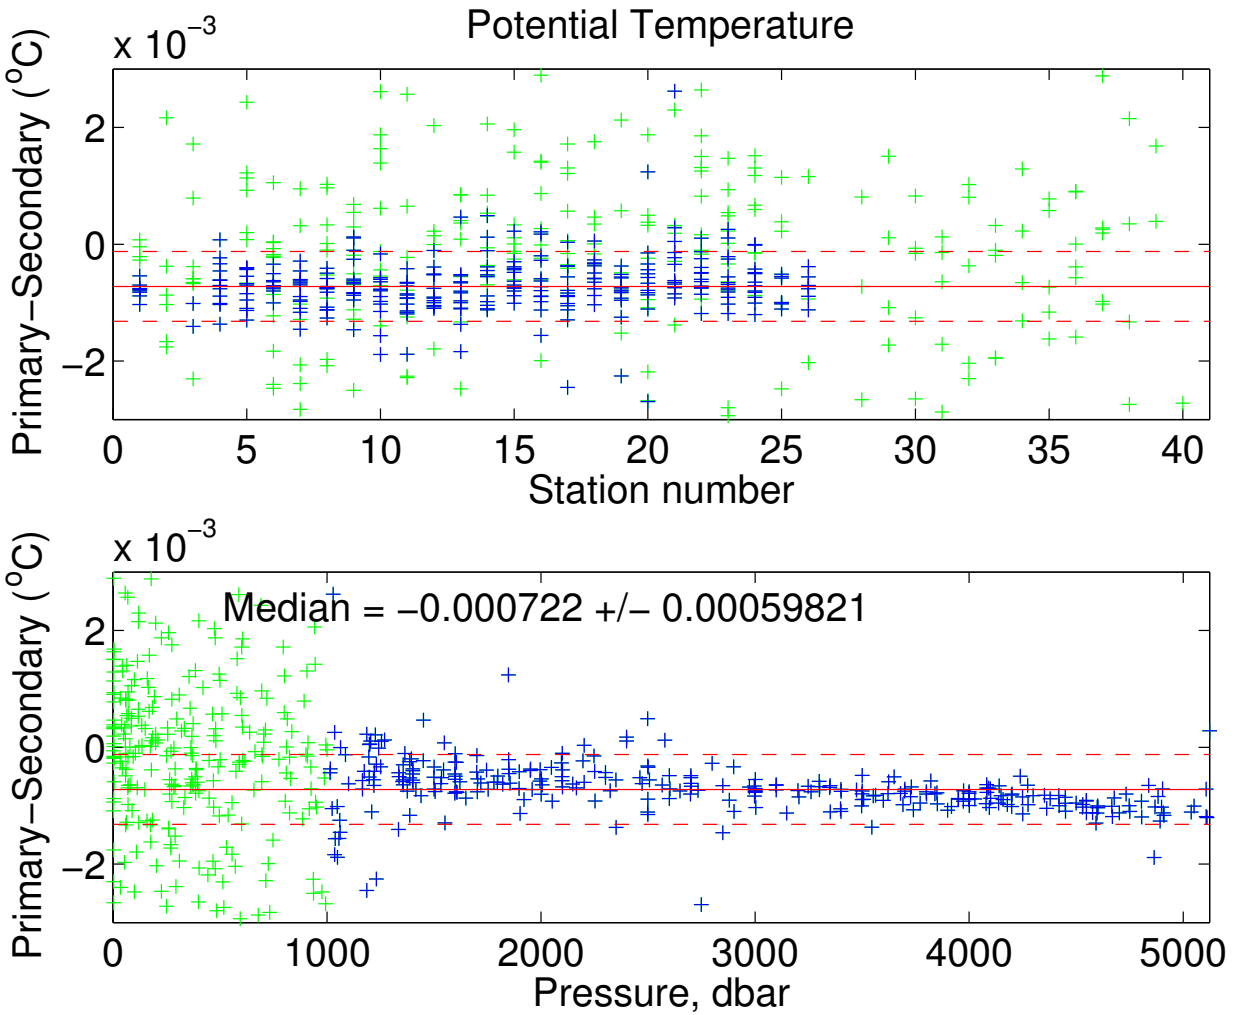 Potential Temperature
x 10−3
Primary−Secondary (oC)
2
0
−2
0 5 10 15 20 25 30 35 40
Station number
x 10−3
Primary−Secondary (oC)
Median = −0.000722 +/− 0.00059821
2
0
−2
0 1000 2000 3000 4000 5000
Pressure, dbar